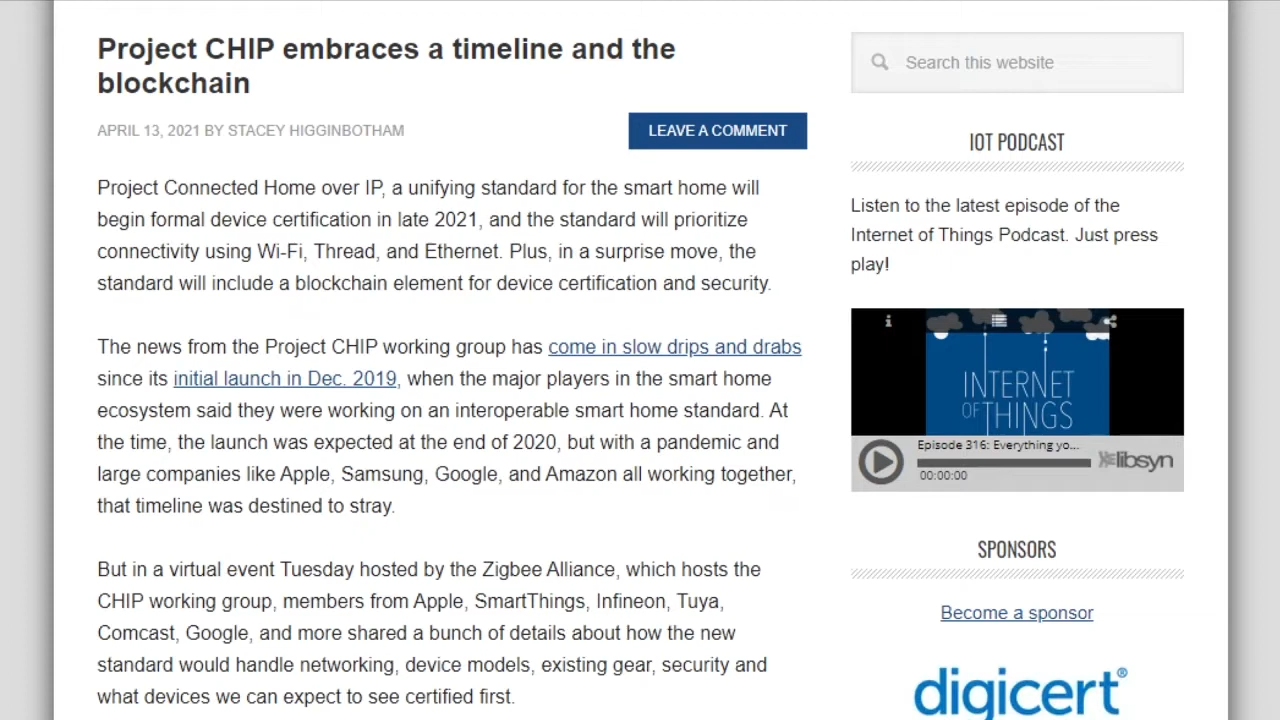 Project CHIP embraces a timeline and the
blockchain
APRIL 13, 2021 BY STACEY HIGGINBOTHAM
LEAVE A COMMENT
Project Connected Home over IP, a unifying standard for the smart home will
begin formal device certification in late 2021, and the standard will prioritize
connectivity using Wi-Fi, Thread, and Ethernet. Plus, in a surprise move, the
standard will include a blockchain element for device certification and security.
The news from the Project CHIP working group has come in slow drips and drabs
since its initial launch in Dec. 2019, when the major players in the smart home
ecosystem said they were working on an interoperable smart home standard. At
the time, the launch was expected at the end of 2020, but with a pandemic and
large companies like Apple, Samsung, Google, and Amazon all working together,
that timeline was destined to stray.
But in a virtual event Tuesday hosted by the Zigbee Alliance, which hosts the
CHIP working group, members from Apple, SmartThings, Infineon, Tuya,
Comcast, Google, and more shared a bunch of details about how the new
standard would handle networking, device models, existing gear, security and
what devices we can expect to see certified first.
Search this website
IOT PODCAST
Listen to the latest episode of the
Internet of Things Podcast. Just press
play!
INTERNET
OF THINGS
Episode 316: Everything yo...
libsyn
00:00:00
SPONSORS
Become a sponsor
digicert®